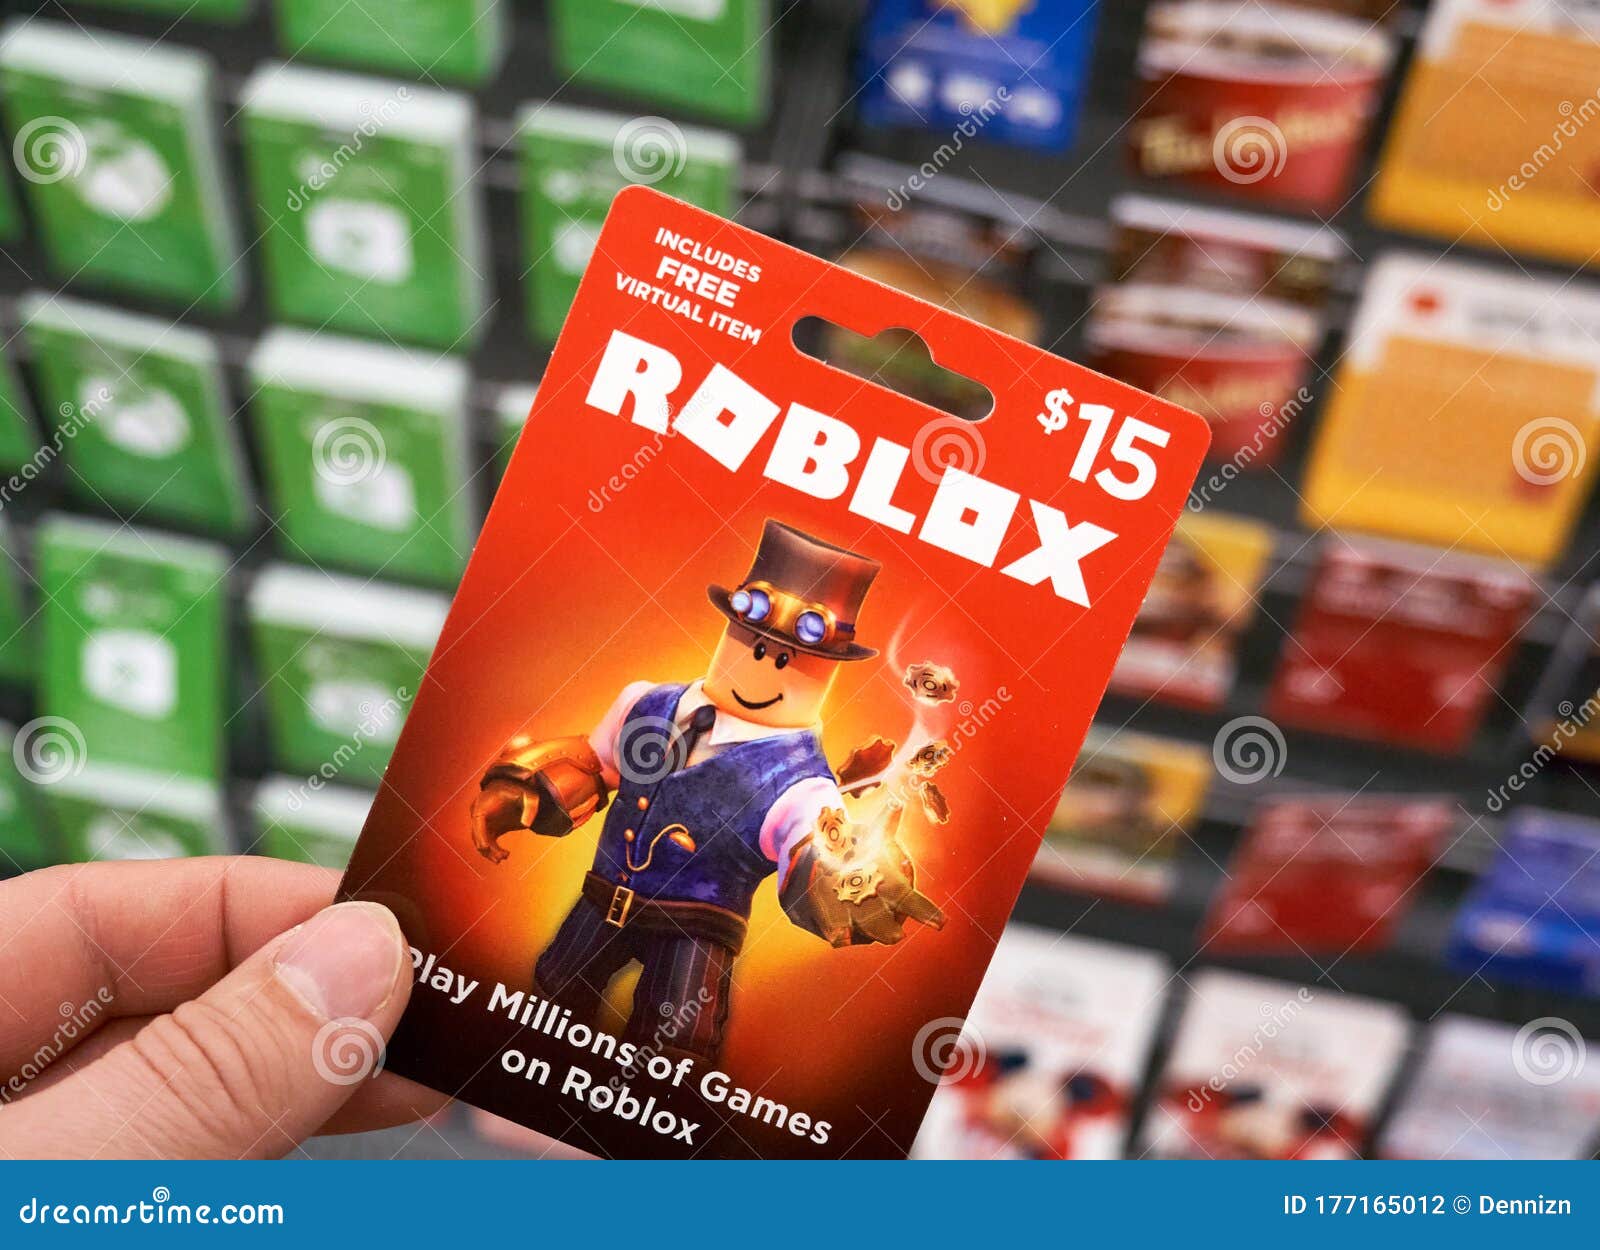 INCLUDES
FREE
VIRTUAL ITEM
$15
ROBLOX
Play Millions of Games
on Roblox
dreamstime.com
ID 177165012 © Dennizn